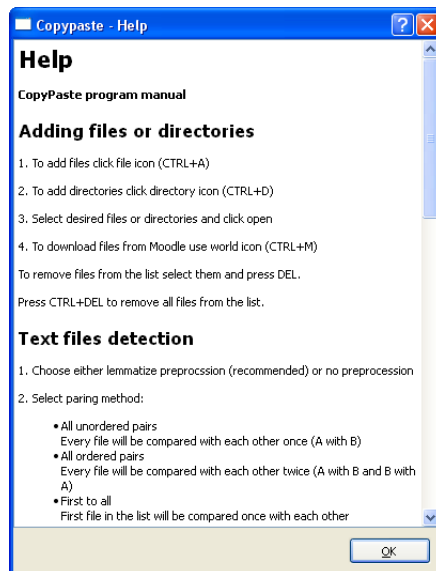 Copypaste - Help
Help
CopyPaste program manual
Adding files or directories
1. To add files click file icon (CTRL+A)
2. To add directories click directory icon (CTRL+D)
3. Select desired files or directories and click open
4. To download files from Moodle use world icon (CTRL+M)
To remove files from the list select them and press DEL.
Press CTRL+DEL to remove all files from the list.
Text files detection
1. Choose either lemmatize preprocssion (recommended) or no preprocession
2. Select paring method:
• All unordered pairs
Every file will be compared with each other once (A with B)
• All ordered pairs
Every file will be compared with each other twice (A with B and B with
A)
• First to all
First file in the list will be compared once with each other
OK